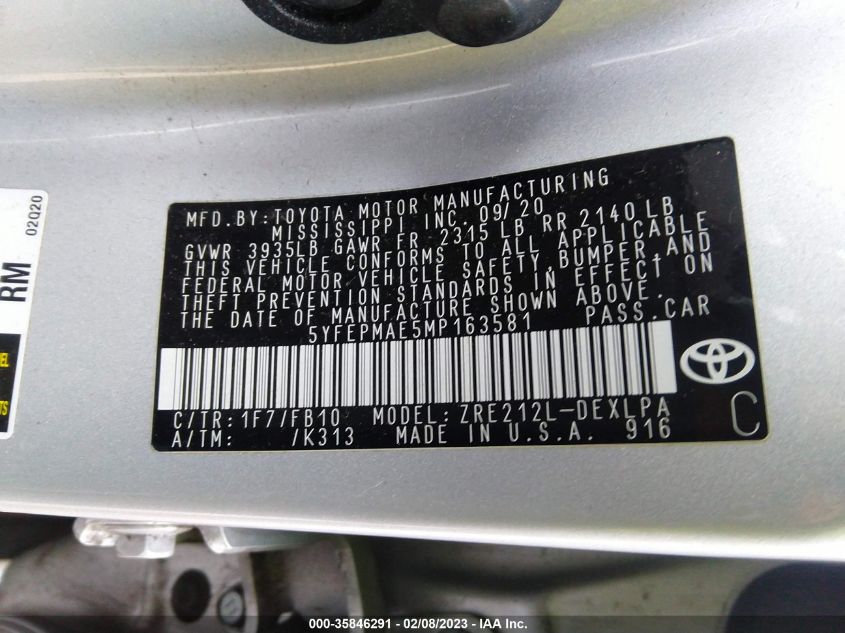 02Q20
RM
MFD.BY:TOYOTA MOTOR MANUFACTURING
MISSISSIPPI INC. 09/20
GVWR 3935LB GAWR FR. 2315 LB RR 2140 LB
THIS VEHICLE CONFORMS TO ALL APPLICABLE
FEDERAL MOTOR VEHICLE SAFETY,BUMPER,AND
THEFT PREVENTION STANDARDS IN EFFECT ON
THE DATE OF MANUFACTURE SHOWN ABOVE.
5YFEPMAE5MP163581 PASS.CAR
C/TR:1F7/FB10 MODEL:ZRE212L-DEXLPA
A/TM: /K313 MADE IN U.S.A. 916
C
000-35846291 - 02/08/2023 - © IAA, Inc.